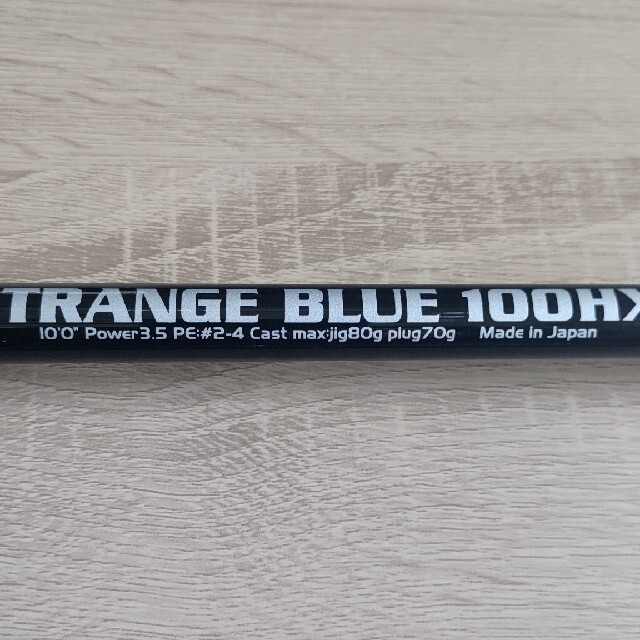 TRANGE BLUE 100HX
10'0" Power3.5 PE:#2-4 Cast max:jig80g plug70g Made in Japan